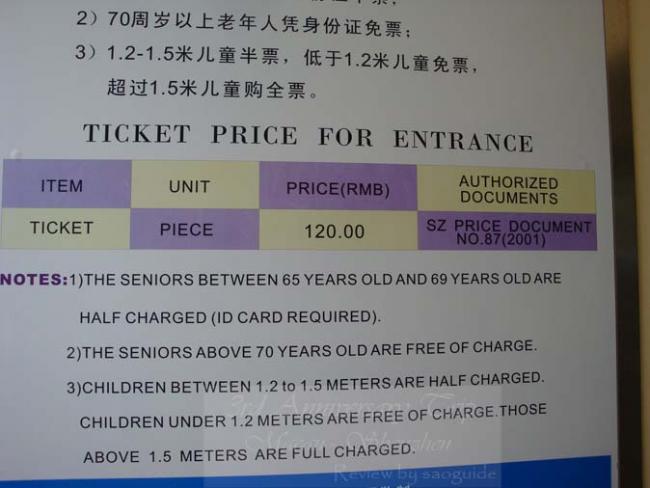 2）70周岁以上老年人凭身份证免票；
3）1.2-1.5米儿童半票，低于1.2米儿童免票，
超过1.5米儿童购全票。
TICKET PRICE FOR ENTRANCE
ITEM UNIT PRICE(RMB) AUTHORIZED DOCUMENTS
TICKET PIECE 120.00 SZ PRICE DOCUMENT NO.87(2001)
NOTES:1)THE SENIORS BETWEEN 65 YEARS OLD AND 69 YEARS OLD ARE
HALF CHARGED (ID CARD REQUIRED).
2)THE SENIORS ABOVE 70 YEARS OLD ARE FREE OF CHARGE.
3)CHILDREN BETWEEN 1.2 to 1.5 METERS ARE HALF CHARGED.
CHILDREN UNDER 1.2 METERS ARE FREE OF CHARGE.THOSE
ABOVE 1.5 METERS ARE FULL CHARGED.
3rd Anniversary Trip
Macau - Shenzhen
Review by saoguide